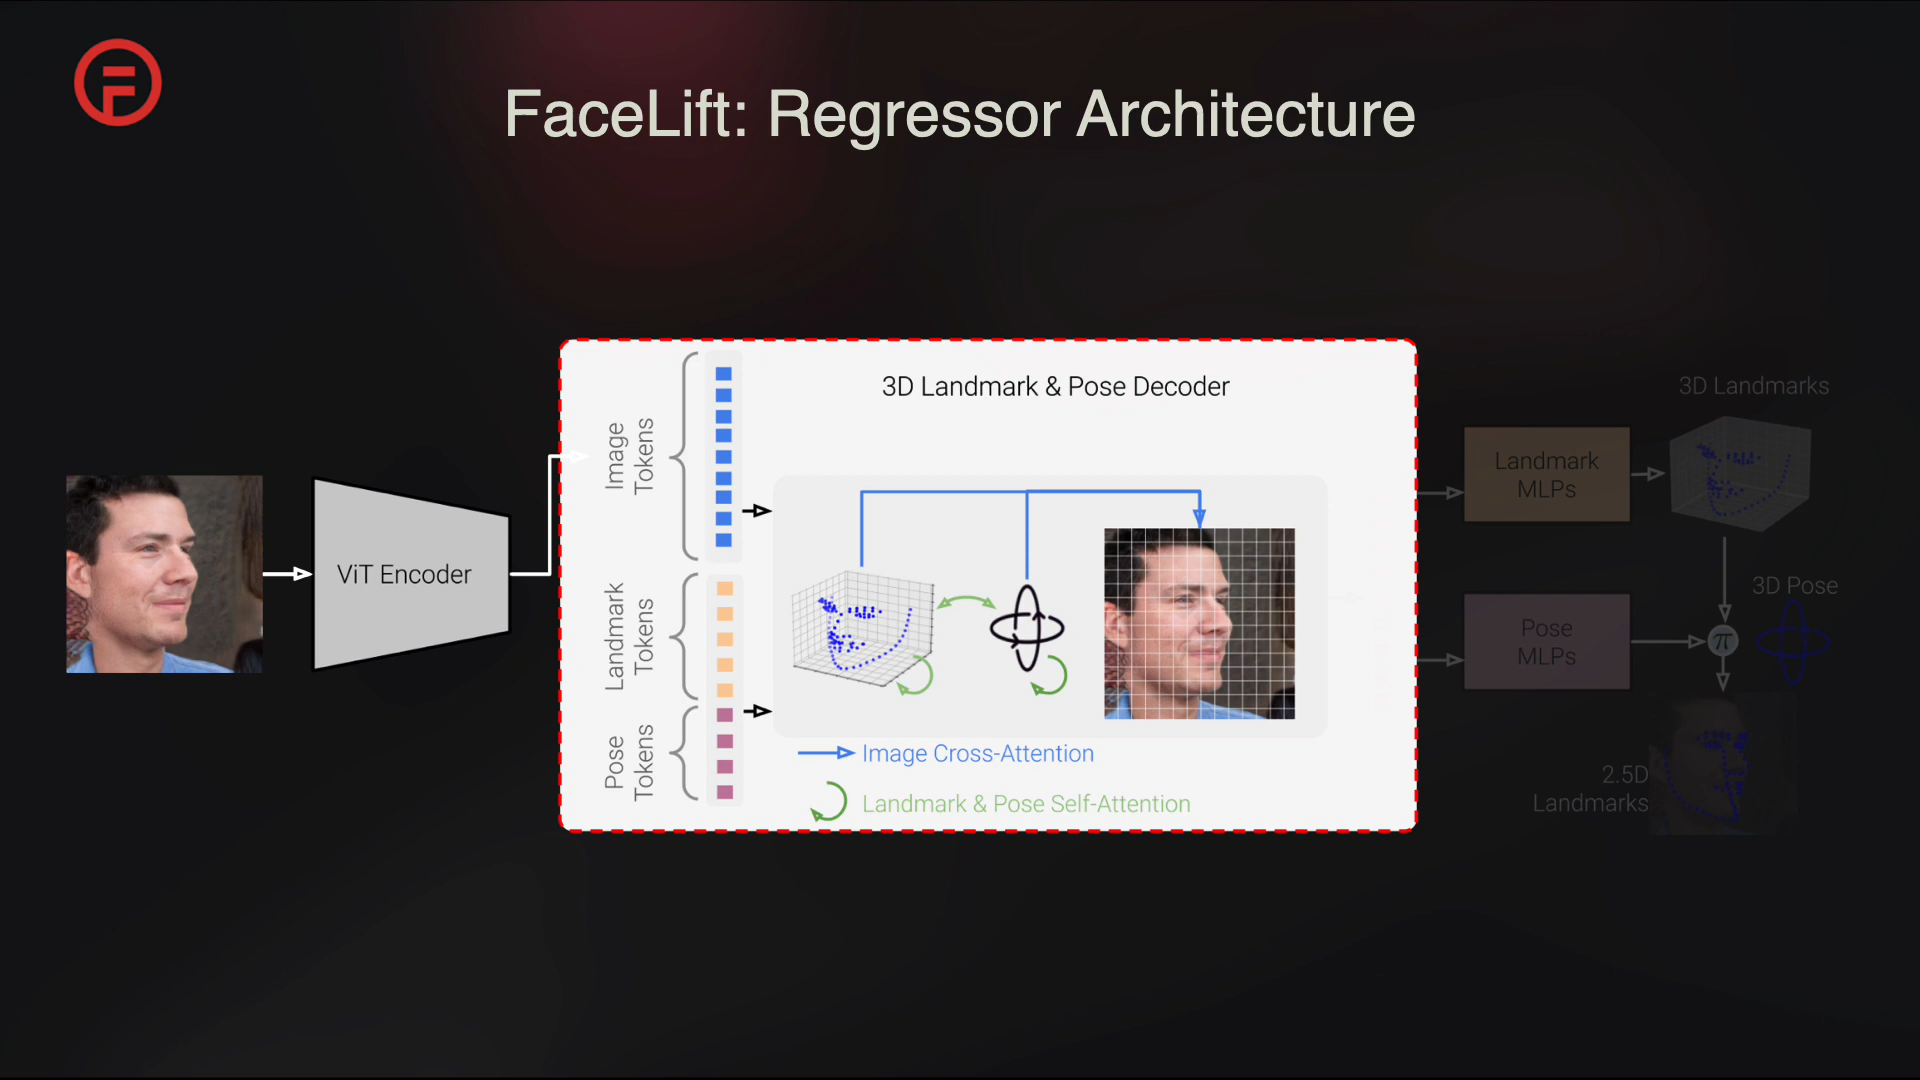 FaceLift: Regressor Architecture
ViT Encoder
Image
Tokens
Landmark
Tokens
Pose
Tokens
3D Landmark & Pose Decoder
Image Cross-Attention
Landmark & Pose Self-Attention
Landmark
MLPs
Pose
MLPs
3D Landmarks
3D Pose
π
2.5D
Landmarks